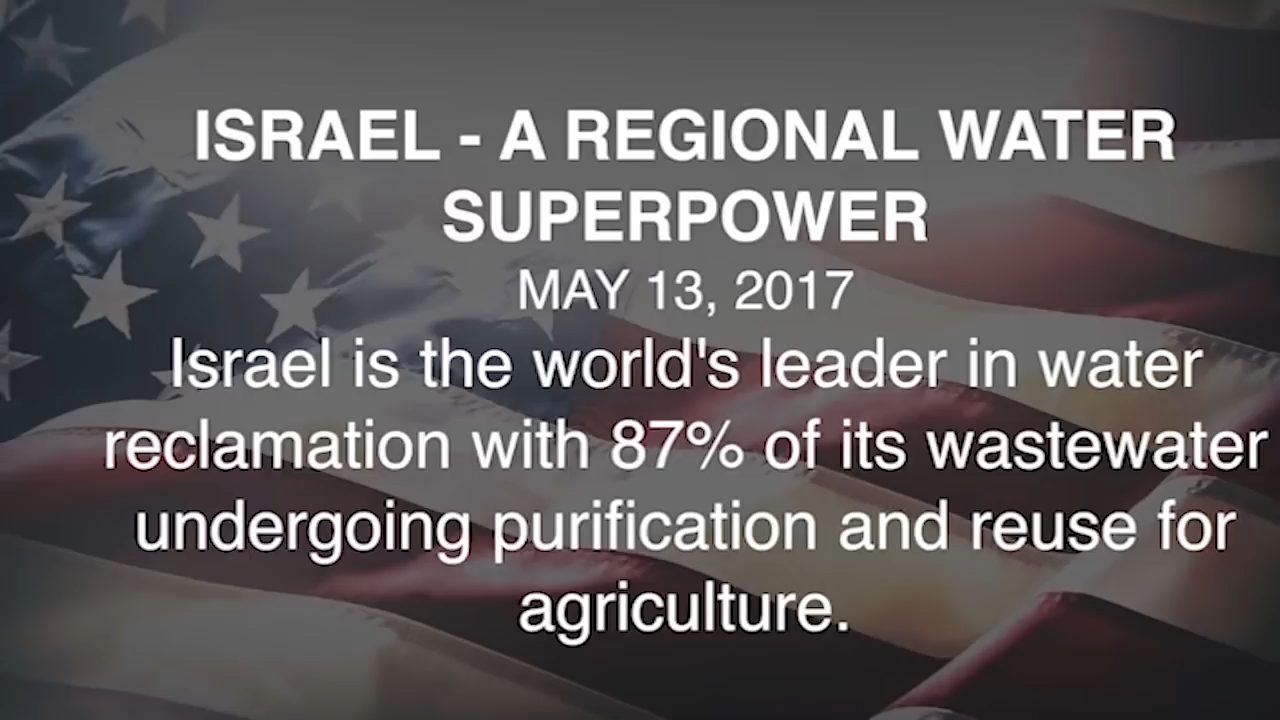 ISRAEL - A REGIONAL WATER
SUPERPOWER
MAY 13, 2017
Israel is the world's leader in water
reclamation with 87% of its wastewater
undergoing purification and reuse for
agriculture.